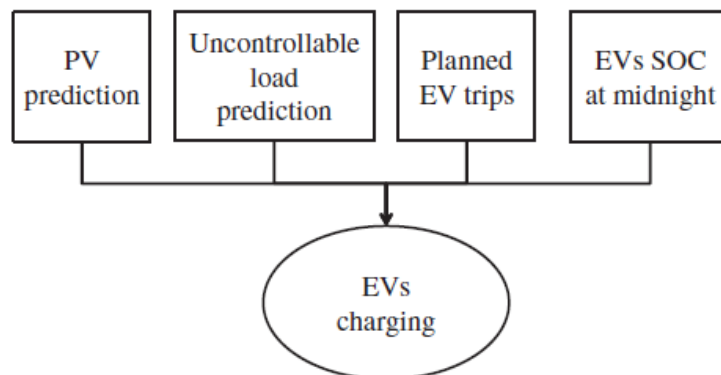 PV
prediction
Uncontrollable
load
prediction
Planned
EV trips
EVs SOC
at midnight
EVs
charging